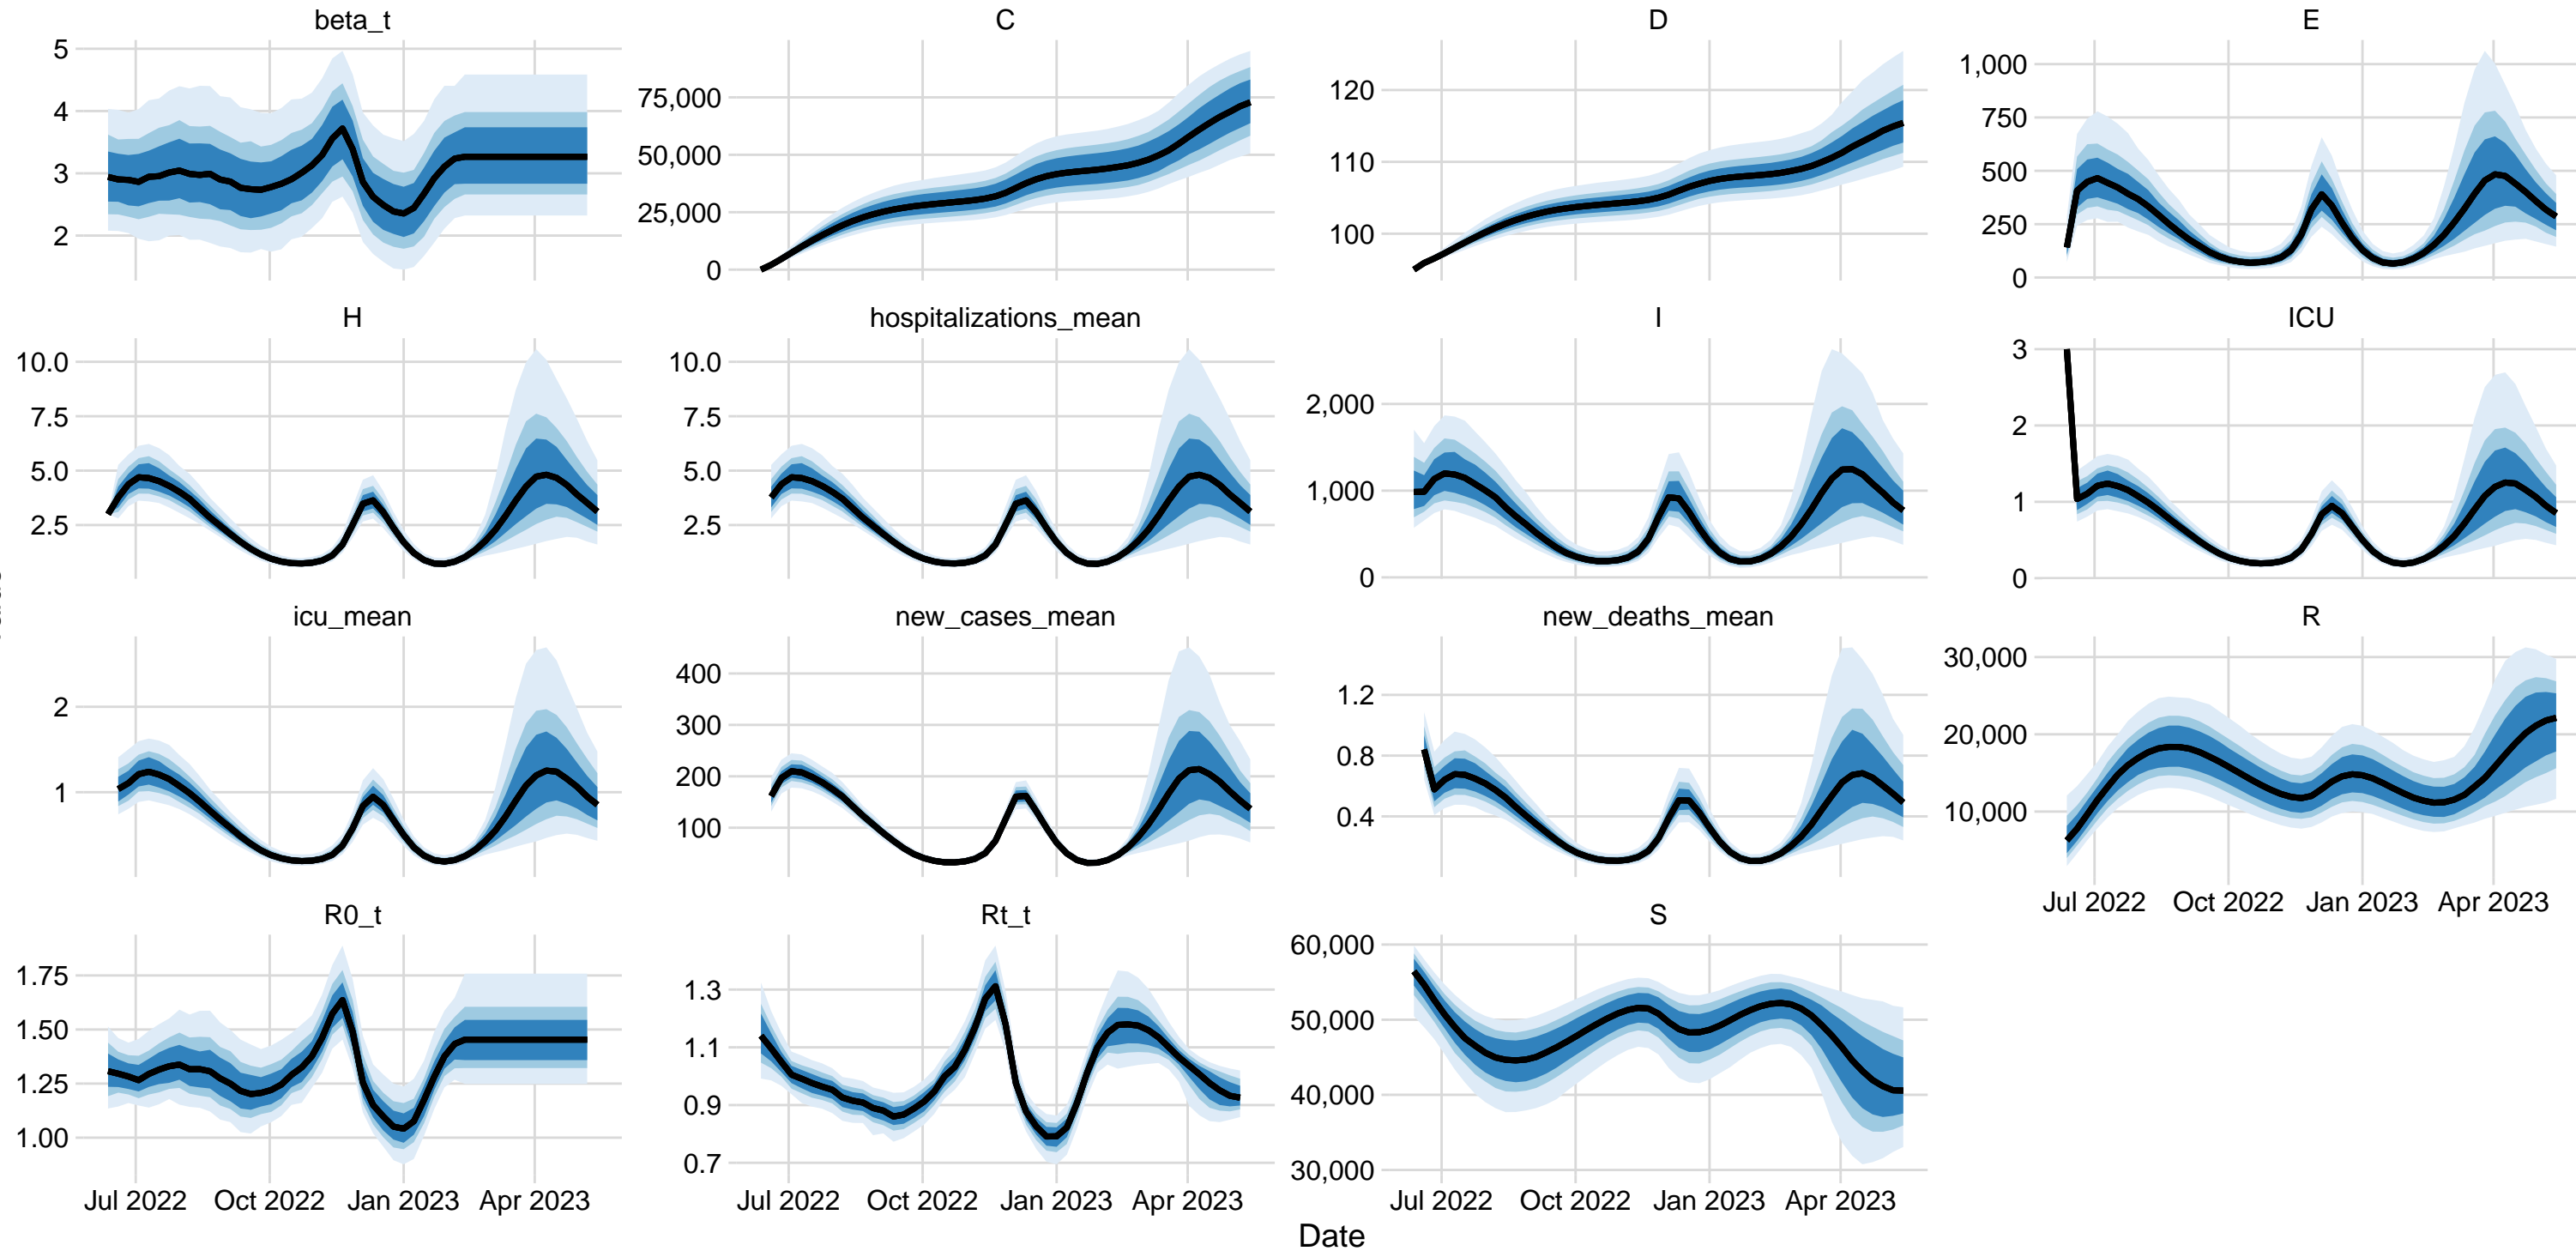 beta_t
C
D
E
5
4
3
2
75,000
50,000
25,000
0
120
110
100
1,000
750
500
250
0
H
hospitalizations_mean
I
ICU
10.0
7.5
5.0
2.5
10.0
7.5
5.0
2.5
2,000
1,000
0
3
2
1
0
icu_mean
new_cases_mean
new_deaths_mean
R
2
1
400
300
200
100
1.2
0.8
0.4
30,000
20,000
10,000
Jul 2022 Oct 2022 Jan 2023 Apr 2023
R0_t
Rt_t
S
1.75
1.50
1.25
1.00
1.3
1.1
0.9
0.7
60,000
50,000
40,000
30,000
Jul 2022 Oct 2022 Jan 2023 Apr 2023
Jul 2022 Oct 2022 Jan 2023 Apr 2023
Jul 2022 Oct 2022 Jan 2023 Apr 2023
Date